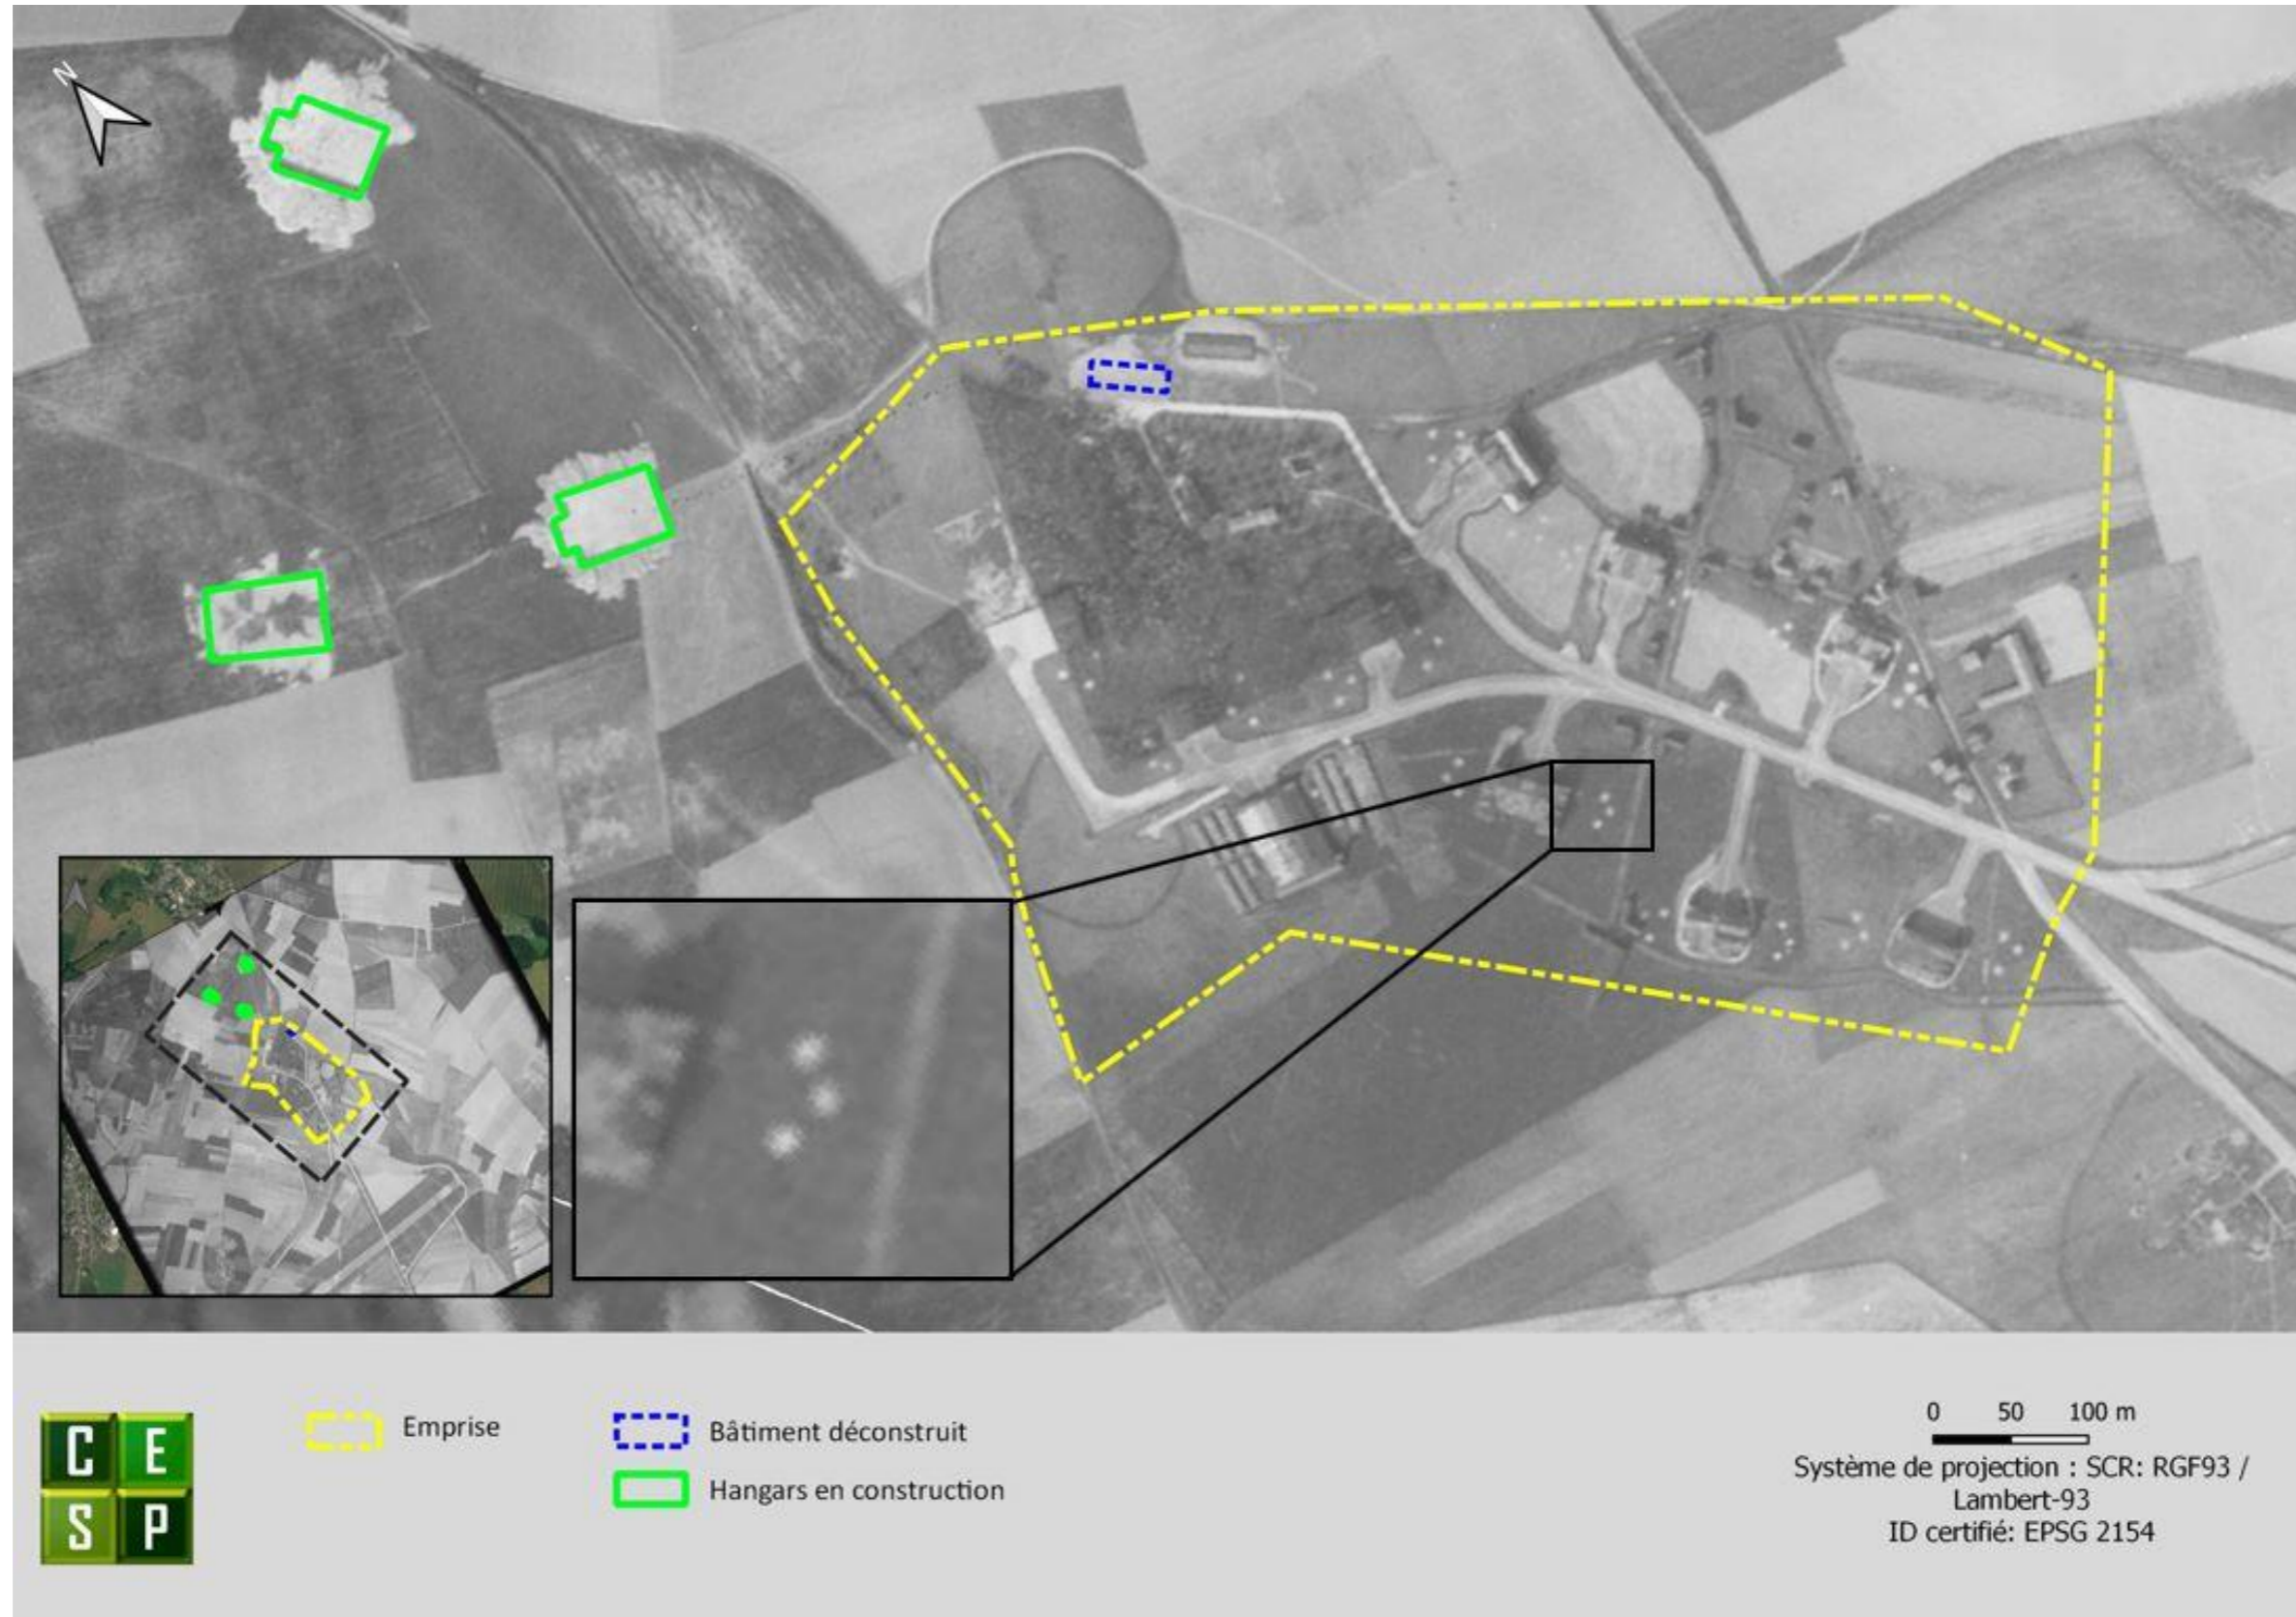 N
C E
S P
Emprise
Bâtiment déconstruit
Hangars en construction
0 50 100 m
Système de projection : SCR: RGF93 /
Lambert-93
ID certifié: EPSG 2154